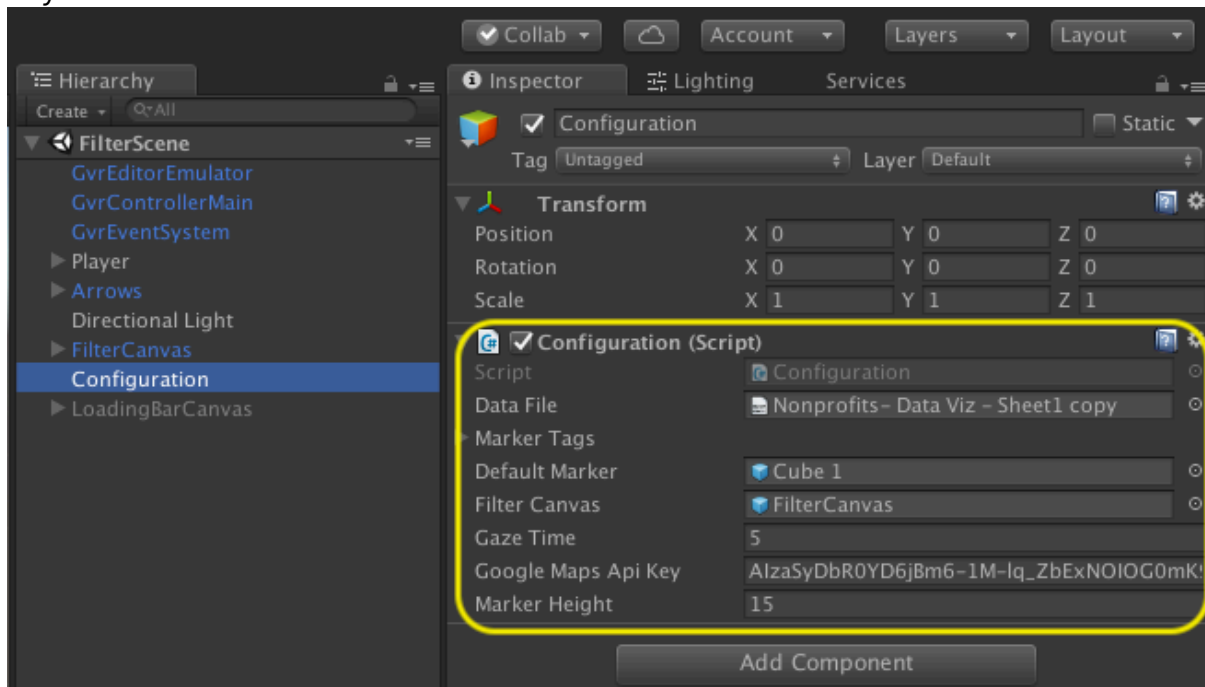 Collab Account Layers Layout
Hierarchy
Create All
FilterScene
GvrEditorEmulator
GvrControllerMain
GvrEventSystem
Player
Arrows
Directional Light
FilterCanvas
Configuration
LoadingBarCanvas
Inspector Lighting Services
Configuration Static
Tag Untagged Layer Default
Transform
Position X 0 Y 0 Z 0
Rotation X 0 Y 0 Z 0
Scale X 1 Y 1 Z 1
Configuration (Script)
Script Configuration
Data File Nonprofits- Data Viz - Sheet1 copy
Marker Tags
Default Marker Cube 1
Filter Canvas FilterCanvas
Gaze Time 5
Google Maps Api Key
Marker Height 15
Add Component